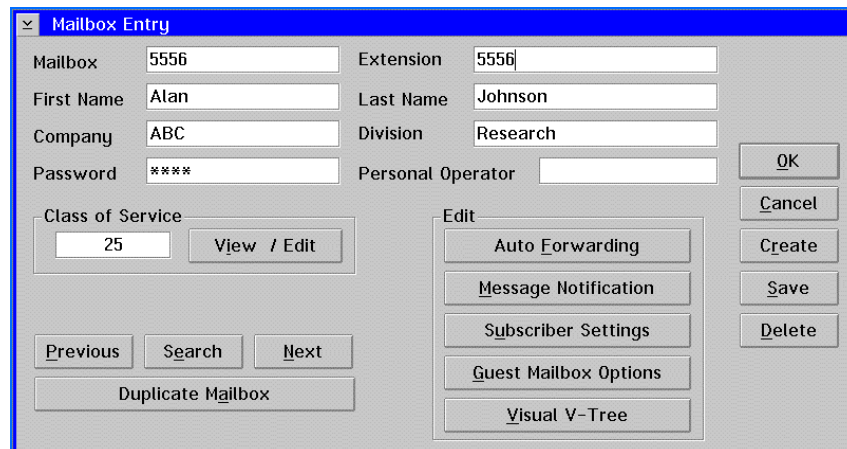 Mailbox Entry
Mailbox 5556 Extension 5556
First Name Alan Last Name Johnson
Company ABC Division Research
Password **** Personal Operator
OK
Cancel
Create
Save
Delete
Class of Service
25 View / Edit
Edit
Auto Forwarding
Message Notification
Subscriber Settings
Guest Mailbox Options
Visual V-Tree
Previous Search Next
Duplicate Mailbox